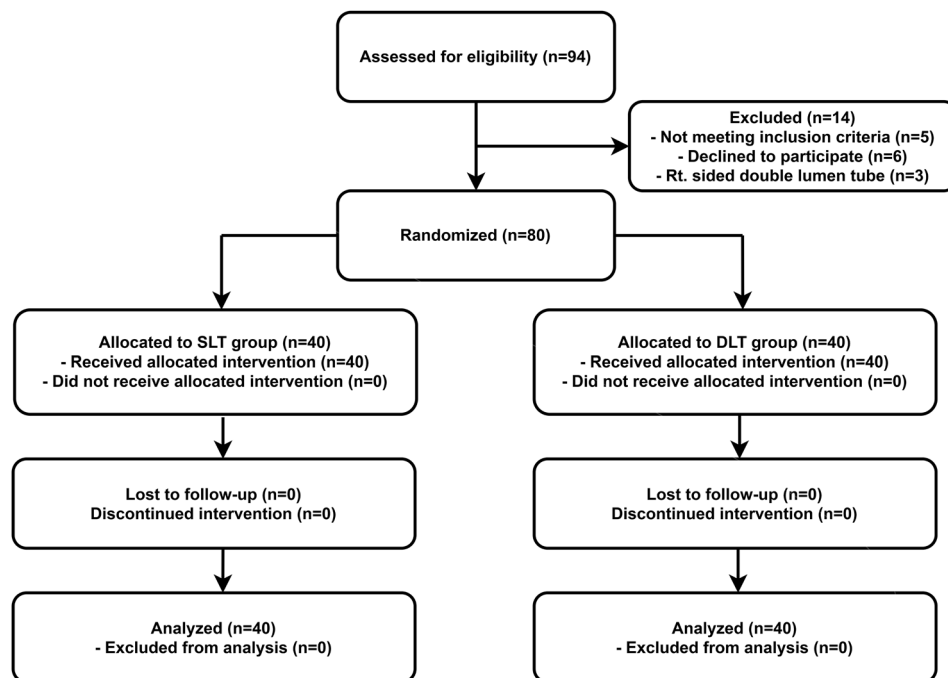 Assessed for eligibility (n=94)
Excluded (n=14)
- Not meeting inclusion criteria (n=5)
- Declined to participate (n=6)
- Rt. sided double lumen tube (n=3)
Randomized (n=80)
Allocated to SLT group (n=40)
- Received allocated intervention (n=40)
- Did not receive allocated intervention (n=0)
Allocated to DLT group (n=40)
- Received allocated intervention (n=40)
- Did not receive allocated intervention (n=0)
Lost to follow-up (n=0)
Discontinued intervention (n=0)
Lost to follow-up (n=0)
Discontinued intervention (n=0)
Analyzed (n=40)
- Excluded from analysis (n=0)
Analyzed (n=40)
- Excluded from analysis (n=0)